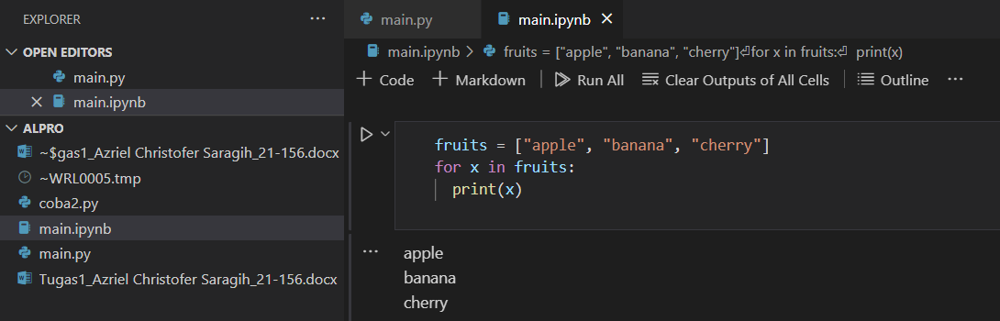 EXPLORER ···
OPEN EDITORS
main.py
× main.ipynb
ALPRO
~$gas1_Azriel Christofer Saragih_21-156.docx
~WRL0005.tmp
coba2.py
main.ipynb
main.py
Tugas1_Azriel Christofer Saragih_21-156.docx
main.py main.ipynb ×
main.ipynb > fruits = ["apple", "banana", "cherry"]⏎for x in fruits:⏎ print(x)
+ Code + Markdown Run All Clear Outputs of All Cells Outline ···
fruits = ["apple", "banana", "cherry"]
for x in fruits:
  print(x)
··· apple
banana
cherry